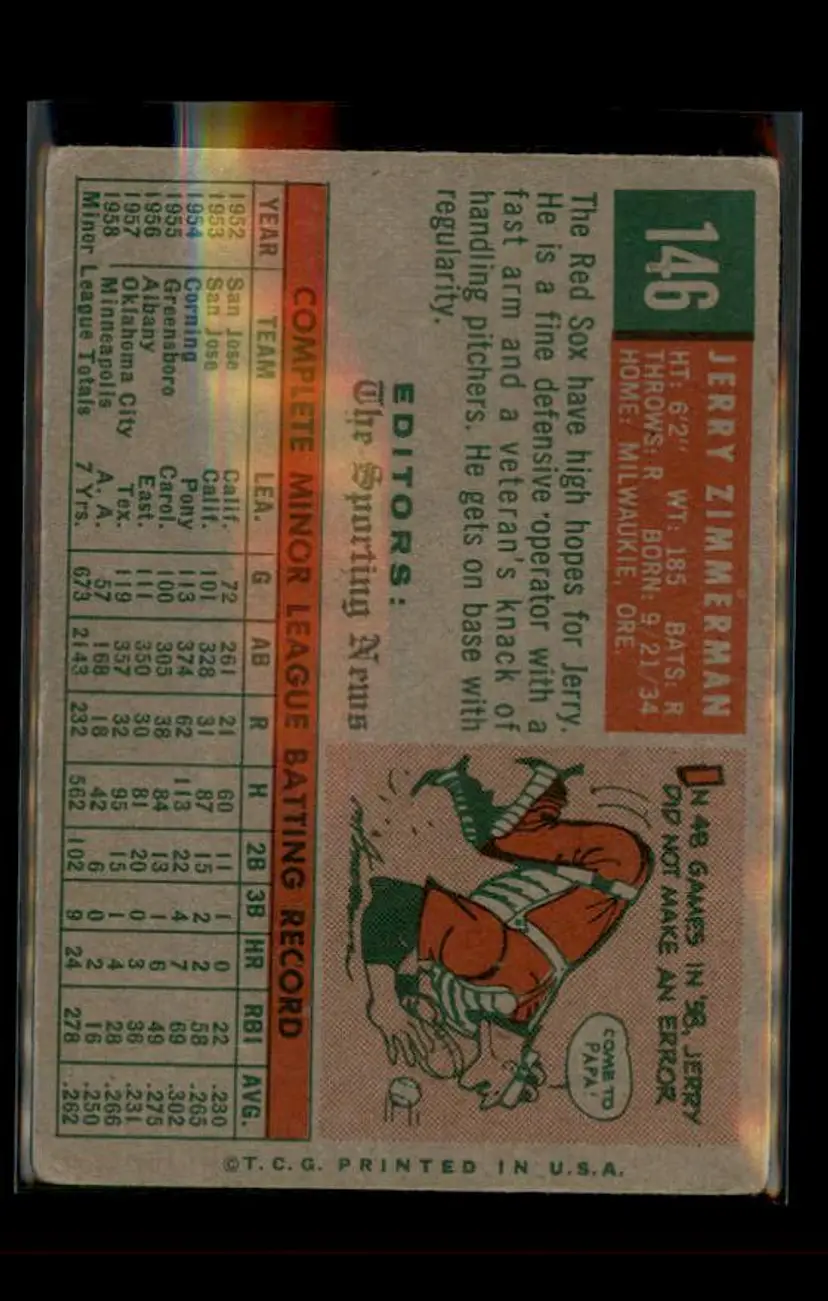 146
JERRY ZIMMERMAN
HT: 6'2" WT: 185 BATS: R
THROWS: R BORN: 9/21/34
HOME: MILWAUKIE, ORE.
The Red Sox have high hopes for Jerry.
He is a fine defensive operator with a
fast arm and a veteran's knack of
handling pitchers. He gets on base with
regularity.
EDITORS:
The Sporting News
IN 48 GAMES IN '58, JERRY
DID NOT MAKE AN ERROR
COME TO
PAPA!
COMPLETE MINOR LEAGUE BATTING RECORD
YEAR TEAM LEA. G AB R H 2B 3B HR RBI AVG.
1952 San Jose Calif. 72 261 21 60 11 1 0 22 .230
1953 San Jose Calif. 101 328 31 87 15 2 2 58 .265
1954 Corning Pony 113 374 62 113 22 4 7 69 .302
1955 Greensboro Carol. 100 305 38 84 13 1 6 49 .275
1956 Albany East. 111 350 30 81 20 0 3 36 .231
1957 Oklahoma City Tex. 119 357 32 95 15 1 4 28 .266
1958 Minneapolis A. A. 57 168 18 42 6 0 2 16 .250
Minor League Totals 7 Yrs. 673 2143 232 562 102 9 24 278 .262
©T.C.G. PRINTED IN U.S.A.